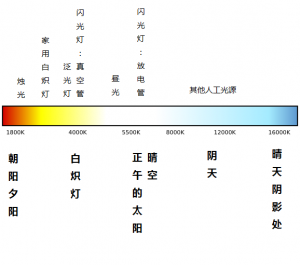 烛光
家用白炽灯
泛光灯
闪光灯:真空管
昼光
闪光灯:放电管
其他人工光源
1800K
4000K
5500K
8000K
12000K
16000K
朝阳夕阳
白炽灯
正午的太阳
晴空
阴天
晴天阴影处